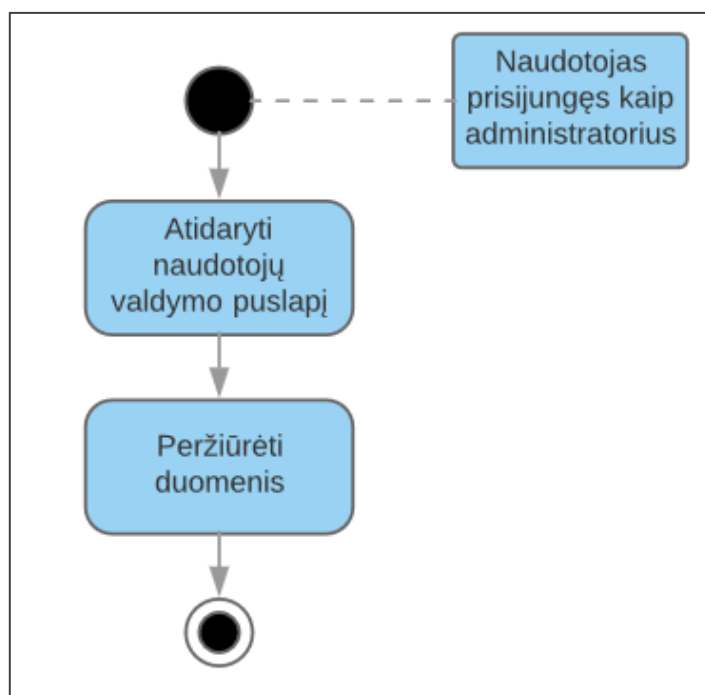 Naudotojas
prisijungęs kaip
administratorius
Atidaryti
naudotojų
valdymo puslapį
Peržiūrėti
duomenis